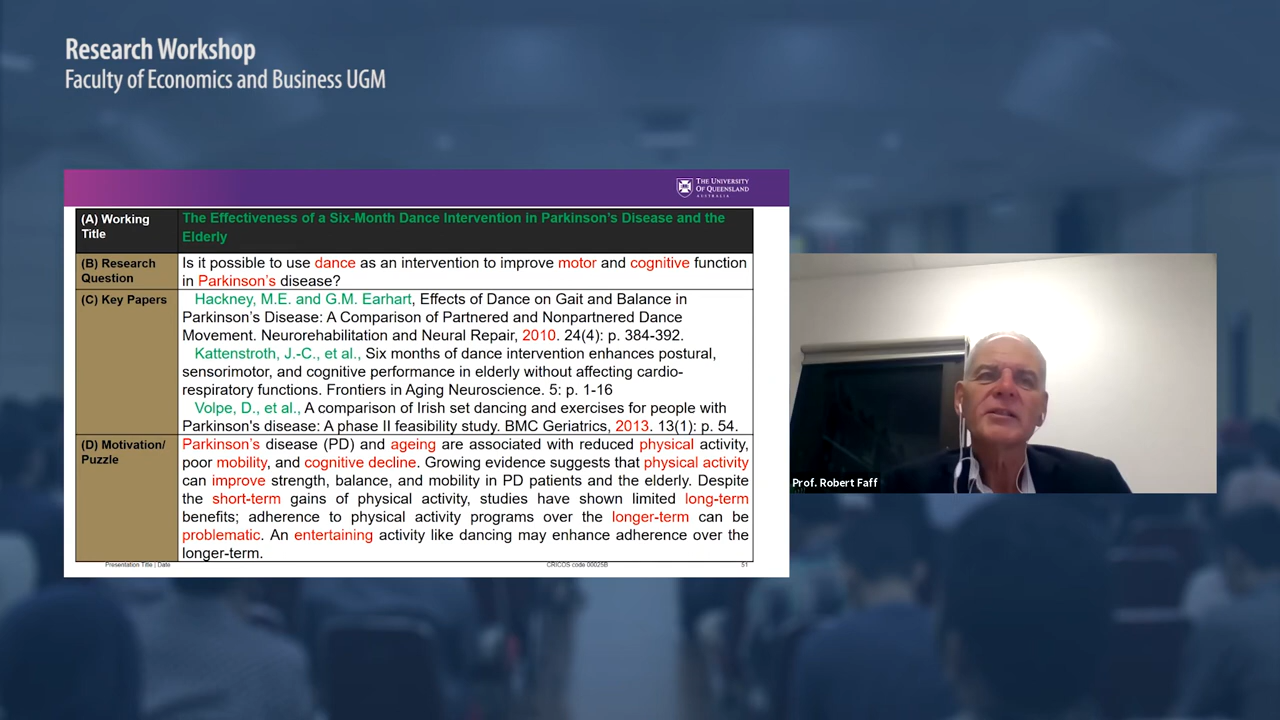 Research Workshop
Faculty of Economics and Business UGM
THE UNIVERSITY
OF QUEENSLAND
AUSTRALIA
(A) Working
Title
The Effectiveness of a Six-Month Dance Intervention in Parkinson's Disease and the
Elderly
(B) Research
Question
Is it possible to use dance as an intervention to improve motor and cognitive function
in Parkinson's disease?
(C) Key Papers
Hackney, M.E. and G.M. Earhart, Effects of Dance on Gait and Balance in
Parkinson's Disease: A Comparison of Partnered and Nonpartnered Dance
Movement. Neurorehabilitation and Neural Repair, 2010. 24(4): p. 384-392.
Kattenstroth, J.-C., et al., Six months of dance intervention enhances postural,
sensorimotor, and cognitive performance in elderly without affecting cardio-
respiratory functions. Frontiers in Aging Neuroscience. 5: p. 1-16
Volpe, D., et al., A comparison of Irish set dancing and exercises for people with
Parkinson's disease: A phase II feasibility study. BMC Geriatrics, 2013. 13(1): p. 54.
(D) Motivation/
Puzzle
Parkinson's disease (PD) and ageing are associated with reduced physical activity,
poor mobility, and cognitive decline. Growing evidence suggests that physical activity
can improve strength, balance, and mobility in PD patients and the elderly. Despite
the short-term gains of physical activity, studies have shown limited long-term
benefits; adherence to physical activity programs over the longer-term can be
problematic. An entertaining activity like dancing may enhance adherence over the
longer-term.
Presentation Title | Date
CRICOS code 00025B
51
Prof. Robert Faff